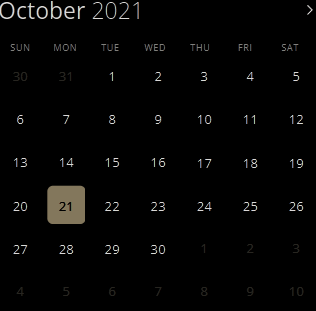 October 2021
SUN MON TUE WED THU FRI SAT
30 31 1 2 3 4 5
6 7 8 9 10 11 12
13 14 15 16 17 18 19
20 21 22 23 24 25 26
27 28 29 30 1 2 3
4 5 6 7 8 9 10